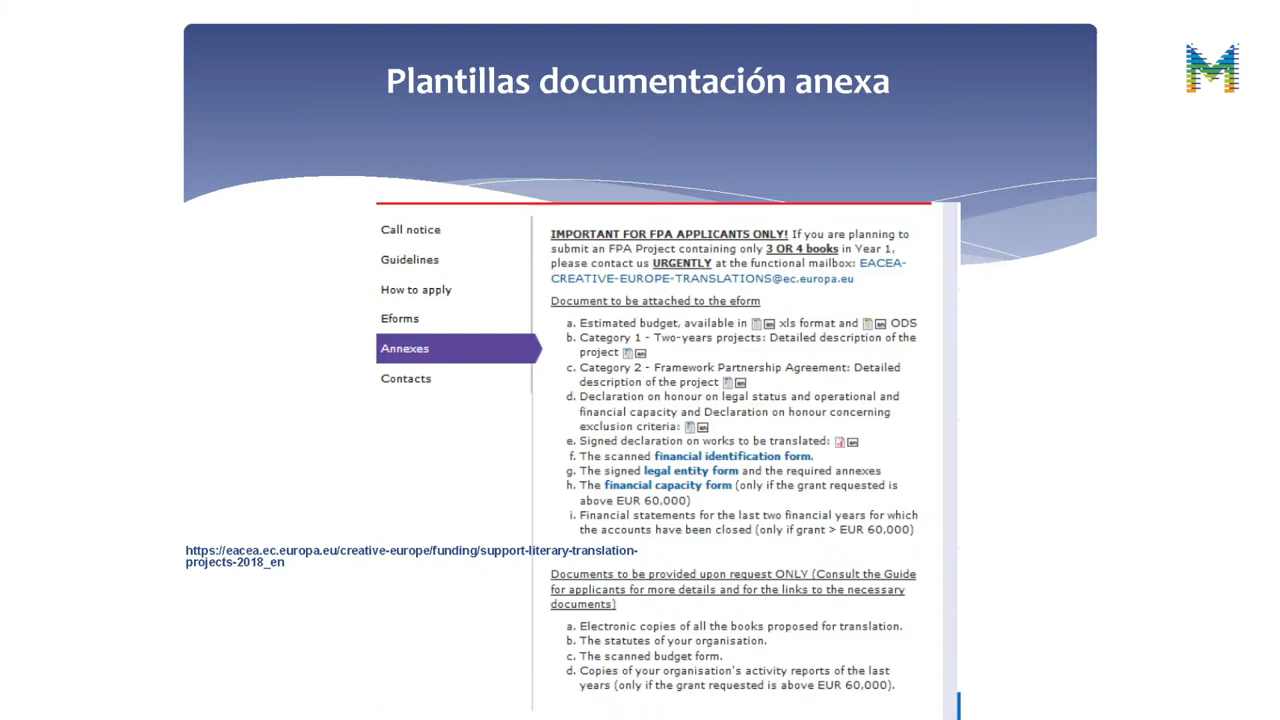 Plantillas documentación anexa
Call notice
Guidelines
How to apply
Eforms
Annexes
Contacts
IMPORTANT FOR FPA APPLICANTS ONLY! If you are planning to
submit an FPA Project containing only 3 OR 4 books in Year 1,
please contact us URGENTLY at the functional mailbox: EACEA-
CREATIVE-EUROPE-TRANSLATIONS@ec.europa.eu
Document to be attached to the eform
a. Estimated budget, available in en xls format and en ODS
b. Category 1 - Two-years projects: Detailed description of the
project en
c. Category 2 - Framework Partnership Agreement: Detailed
description of the project en
d. Declaration on honour on legal status and operational and
financial capacity and Declaration on honour concerning
exclusion criteria: en
e. Signed declaration on works to be translated: en
f. The scanned financial identification form.
g. The signed legal entity form and the required annexes
h. The financial capacity form (only if the grant requested is
above EUR 60,000)
i. Financial statements for the last two financial years for which
the accounts have been closed (only if grant > EUR 60,000)
https://eacea.ec.europa.eu/creative-europe/funding/support-literary-translation-
projects-2018_en
Documents to be provided upon request ONLY (Consult the Guide
for applicants for more details and for the links to the necessary
documents)
a. Electronic copies of all the books proposed for translation.
b. The statutes of your organisation.
c. The scanned budget form.
d. Copies of your organisation's activity reports of the last
years (only if the grant requested is above EUR 60,000).